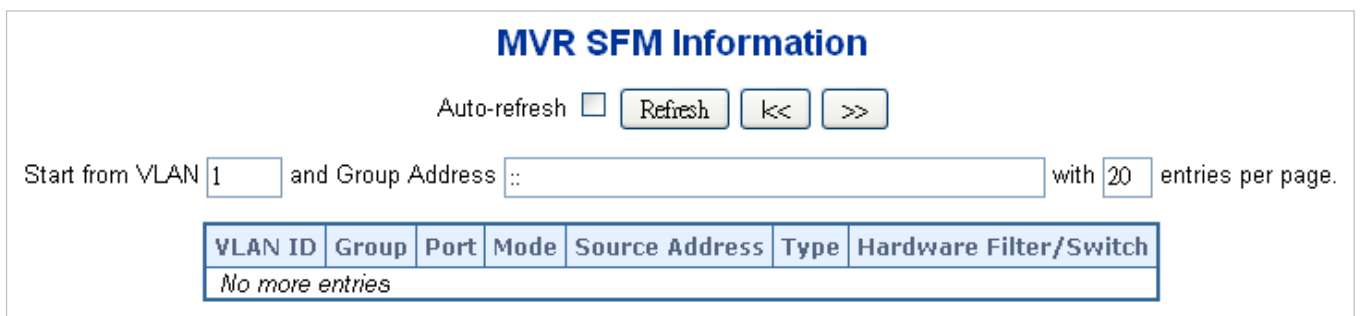 MVR SFM Information
Auto-refresh Refresh |<< >>
Start from VLAN 1 and Group Address :: with 20 entries per page.
VLAN ID Group Port Mode Source Address Type Hardware Filter/Switch
No more entries